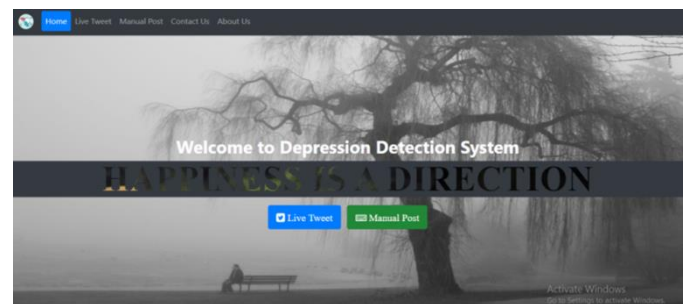 Home Live Tweet Manual Post Contact Us About Us
Welcome to Depression Detection System
HAPPINESS IS A DIRECTION
Live Tweet Manual Post
Activate Windows
Go to Settings to activate Windows.